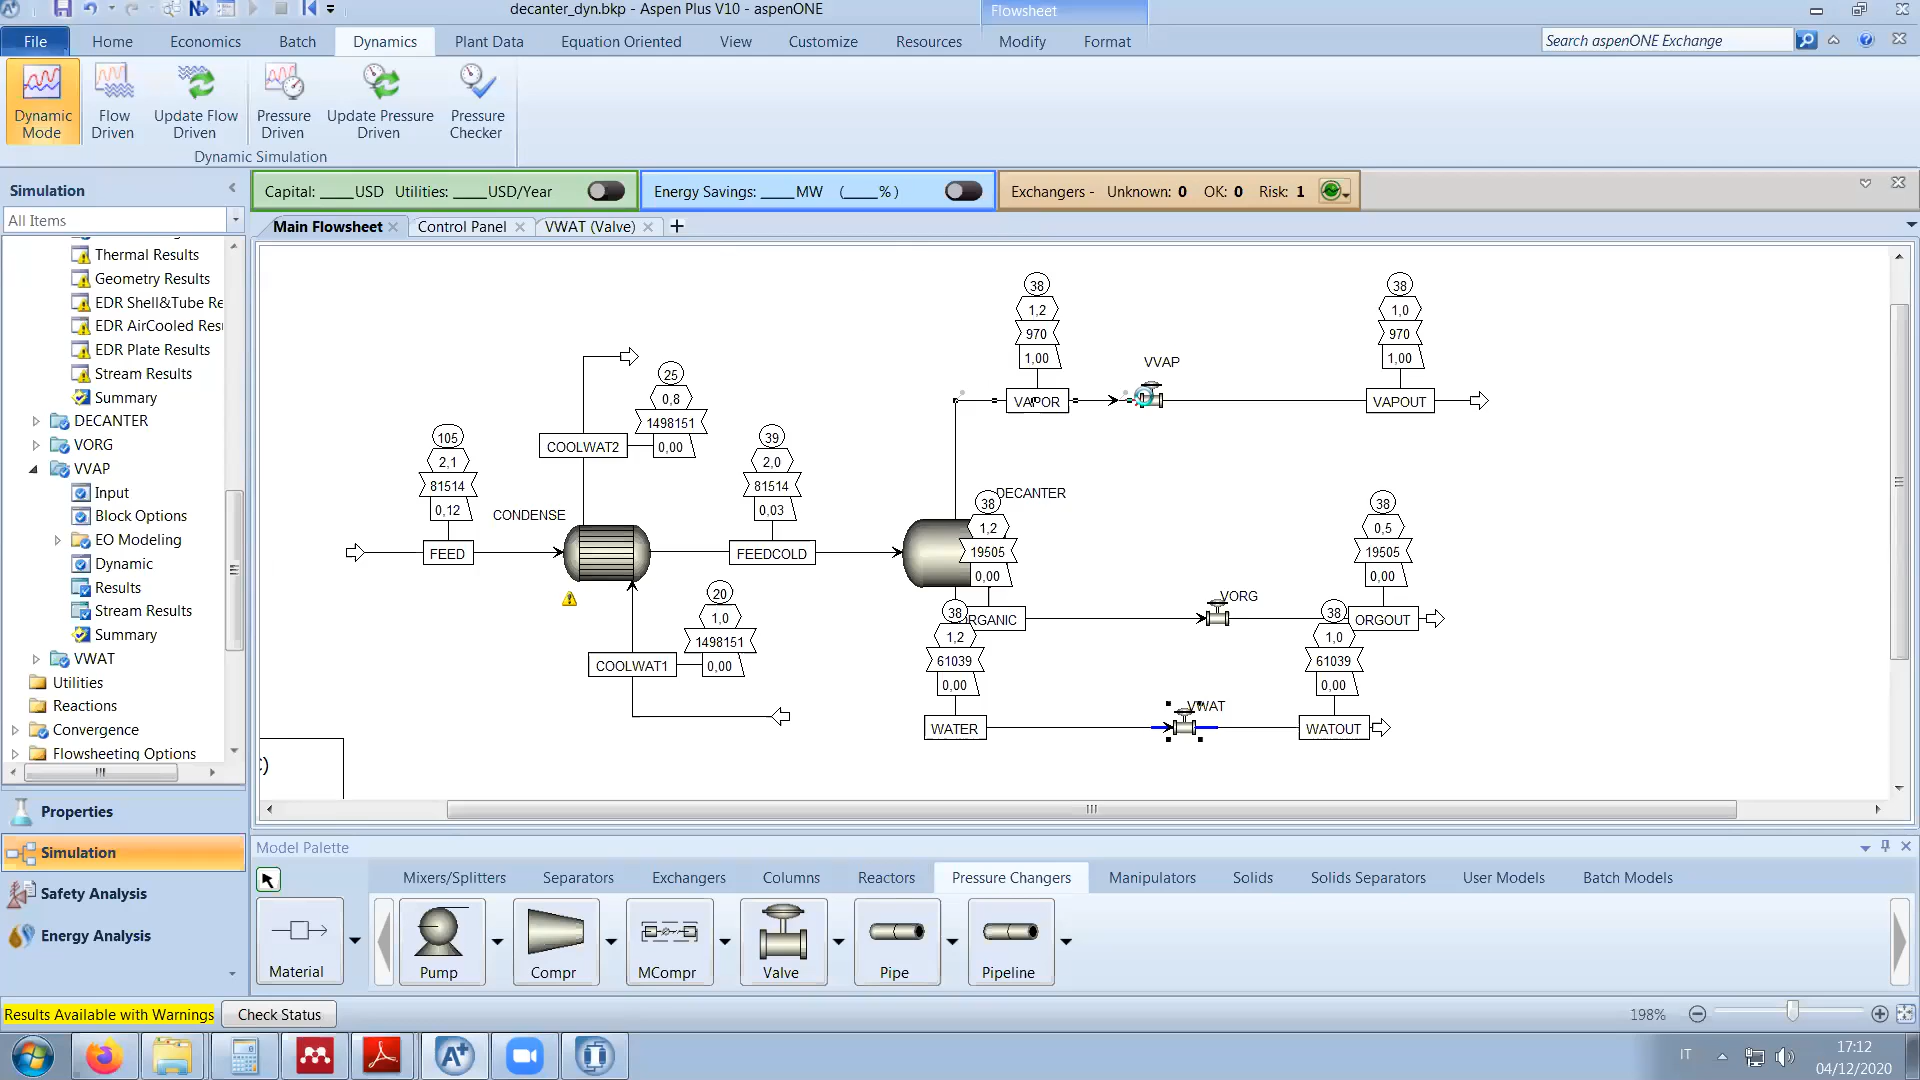 decanter_dyn.bkp - Aspen Plus V10 - aspenONE
Flowsheet
File
Home
Economics
Batch
Dynamics
Plant Data
Equation Oriented
View
Customize
Resources
Modify
Format
Search aspenONE Exchange
Dynamic Mode
Flow Driven
Update Flow Driven
Pressure Driven
Update Pressure Driven
Pressure Checker
Dynamic Simulation
Simulation
All Items
Capital: ____USD Utilities: ____USD/Year
Energy Savings: ____MW (____%)
Exchangers - Unknown: 0 OK: 0 Risk: 1
Main Flowsheet
Control Panel
VWAT (Valve)
Thermal Results
Geometry Results
EDR Shell&Tube Re
EDR AirCooled Resu
EDR Plate Results
Stream Results
Summary
DECANTER
VORG
VVAP
Input
Block Options
EO Modeling
Dynamic
Results
Stream Results
Summary
VWAT
Utilities
Reactions
Convergence
Flowsheeting Options
Properties
Simulation
Safety Analysis
Energy Analysis
105
2,1
81514
0,12
FEED
CONDENSE
25
0,8
1498151
0,00
COOLWAT2
39
2,0
81514
0,03
FEEDCOLD
20
1,0
1498151
0,00
COOLWAT1
38
1,2
970
1,00
VAPOR
VVAP
38
1,0
970
1,00
VAPOUT
DECANTER
38
1,2
19505
0,00
RGANIC
VORG
38
0,5
19505
0,00
ORGOUT
38
1,2
61039
0,00
WATER
VWAT
38
1,0
61039
0,00
WATOUT
C)
Model Palette
Mixers/Splitters
Separators
Exchangers
Columns
Reactors
Pressure Changers
Manipulators
Solids
Solids Separators
User Models
Batch Models
Material
Pump
Compr
MCompr
Valve
Pipe
Pipeline
Results Available with Warnings
Check Status
198%
IT
17:12
04/12/2020